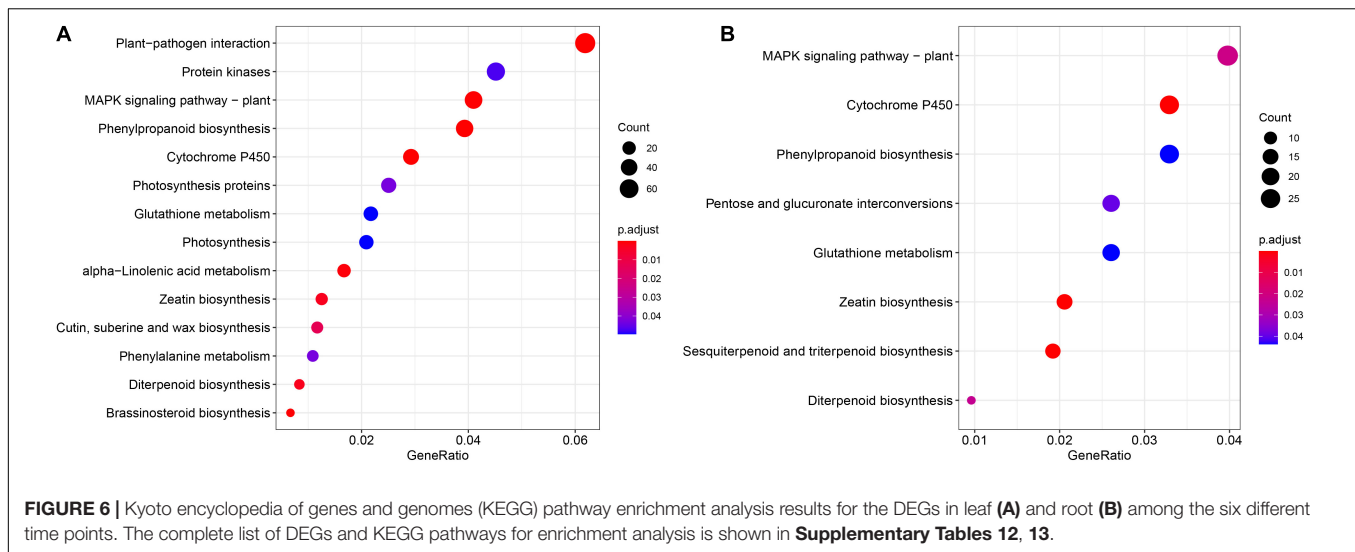 A
Plant−pathogen interaction
Protein kinases
MAPK signaling pathway − plant
Phenylpropanoid biosynthesis
Cytochrome P450
Photosynthesis proteins
Glutathione metabolism
Photosynthesis
alpha−Linolenic acid metabolism
Zeatin biosynthesis
Cutin, suberine and wax biosynthesis
Phenylalanine metabolism
Diterpenoid biosynthesis
Brassinosteroid biosynthesis
0.02 0.04 0.06
GeneRatio
Count
20
40
60
p.adjust
0.01
0.02
0.03
0.04
B
MAPK signaling pathway − plant
Cytochrome P450
Phenylpropanoid biosynthesis
Pentose and glucuronate interconversions
Glutathione metabolism
Zeatin biosynthesis
Sesquiterpenoid and triterpenoid biosynthesis
Diterpenoid biosynthesis
0.01 0.02 0.03 0.04
GeneRatio
Count
10
15
20
25
p.adjust
0.01
0.02
0.03
0.04
FIGURE 6 | Kyoto encyclopedia of genes and genomes (KEGG) pathway enrichment analysis results for the DEGs in leaf (A) and root (B) among the six different
time points. The complete list of DEGs and KEGG pathways for enrichment analysis is shown in Supplementary Tables 12, 13.